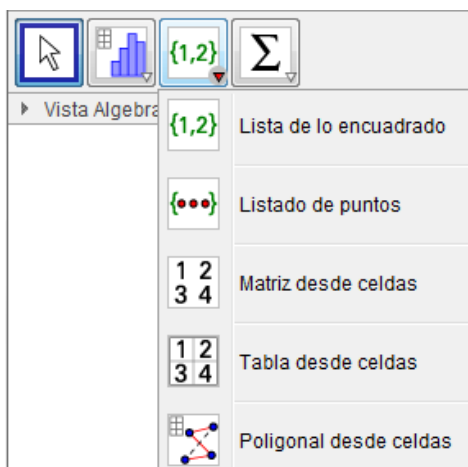 {1,2}
Σ
Vista Algebra
{1,2} Lista de lo encuadrado
Listado de puntos
1 2
3 4
Matriz desde celdas
1 2
3 4
Tabla desde celdas
Poligonal desde celdas